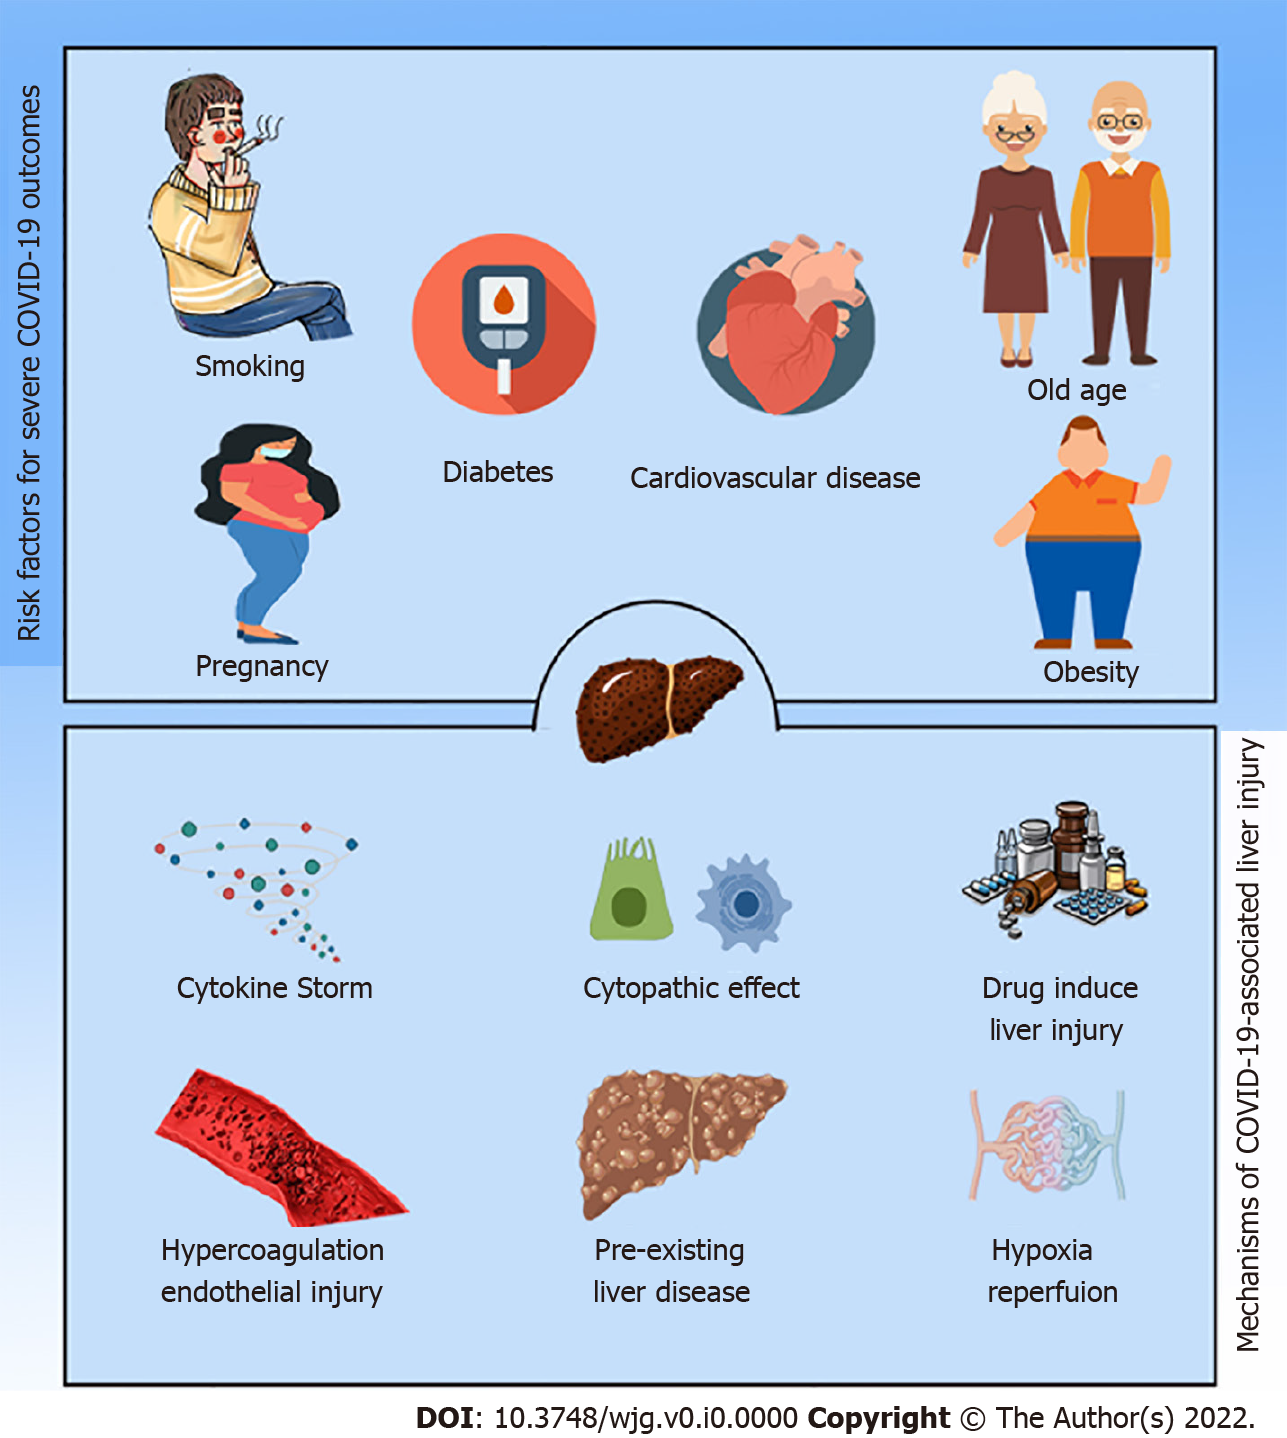 Risk factors for severe COVID-19 outcomes
Smoking
Diabetes
Cardiovascular disease
Old age
Pregnancy
Obesity
Mechanisms of COVID-19-associated liver injury
Cytokine Storm
Cytopathic effect
Drug induce
liver injury
Hypercoagulation
endothelial injury
Pre-existing
liver disease
Hypoxia
reperfuion
DOI: 10.3748/wjg.v0.i0.0000 Copyright © The Author(s) 2022.